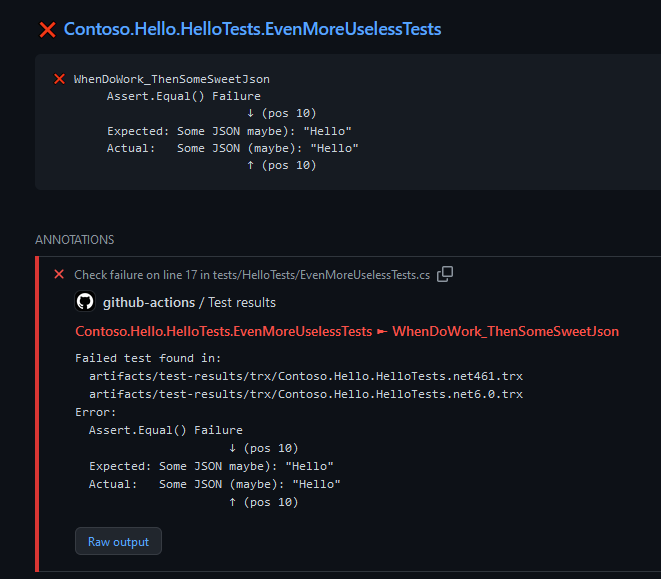 Contoso.Hello.HelloTests.EvenMoreUselessTests
WhenDoWork_ThenSomeSweetJson
Assert.Equal() Failure
↓ (pos 10)
Expected: Some JSON maybe): "Hello"
Actual:   Some JSON (maybe): "Hello"
↑ (pos 10)
ANNOTATIONS
Check failure on line 17 in tests/HelloTests/EvenMoreUselessTests.cs
github-actions / Test results
Contoso.Hello.HelloTests.EvenMoreUselessTests ► WhenDoWork_ThenSomeSweetJson
Failed test found in:
artifacts/test-results/trx/Contoso.Hello.HelloTests.net461.trx
artifacts/test-results/trx/Contoso.Hello.HelloTests.net6.0.trx
Error:
Assert.Equal() Failure
↓ (pos 10)
Expected: Some JSON maybe): "Hello"
Actual:   Some JSON (maybe): "Hello"
↑ (pos 10)
Raw output